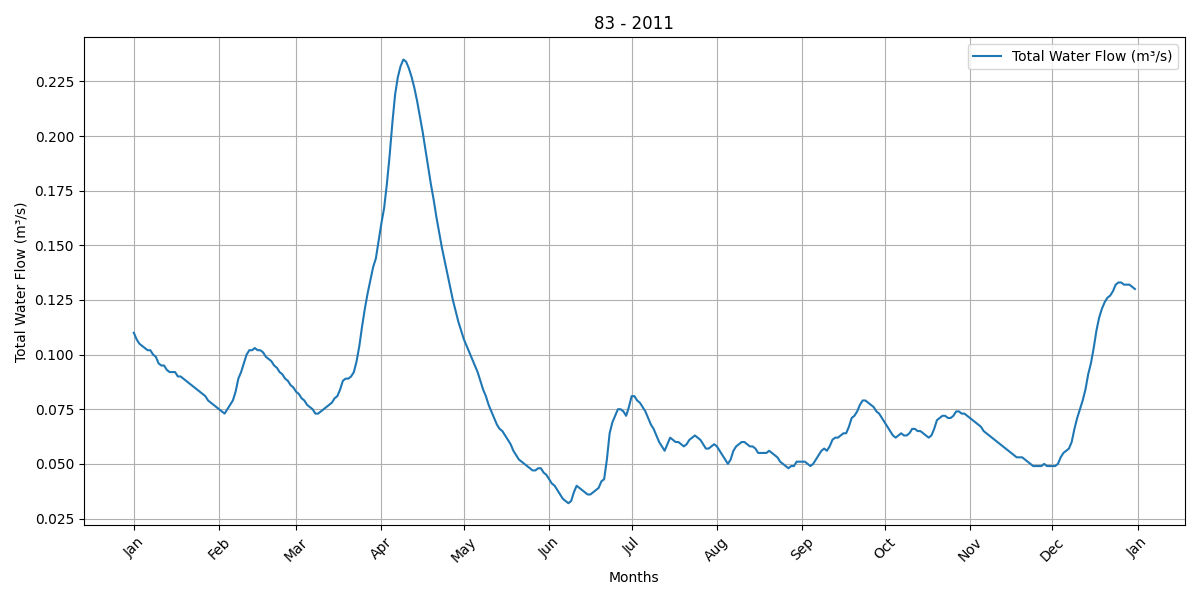 83 - 2011
Total Water Flow (m³/s)
Total Water Flow (m³/s)
0.225
0.200
0.175
0.150
0.125
0.100
0.075
0.050
0.025
Jan Feb Mar Apr May Jun Jul Aug Sep Oct Nov Dec Jan
Months